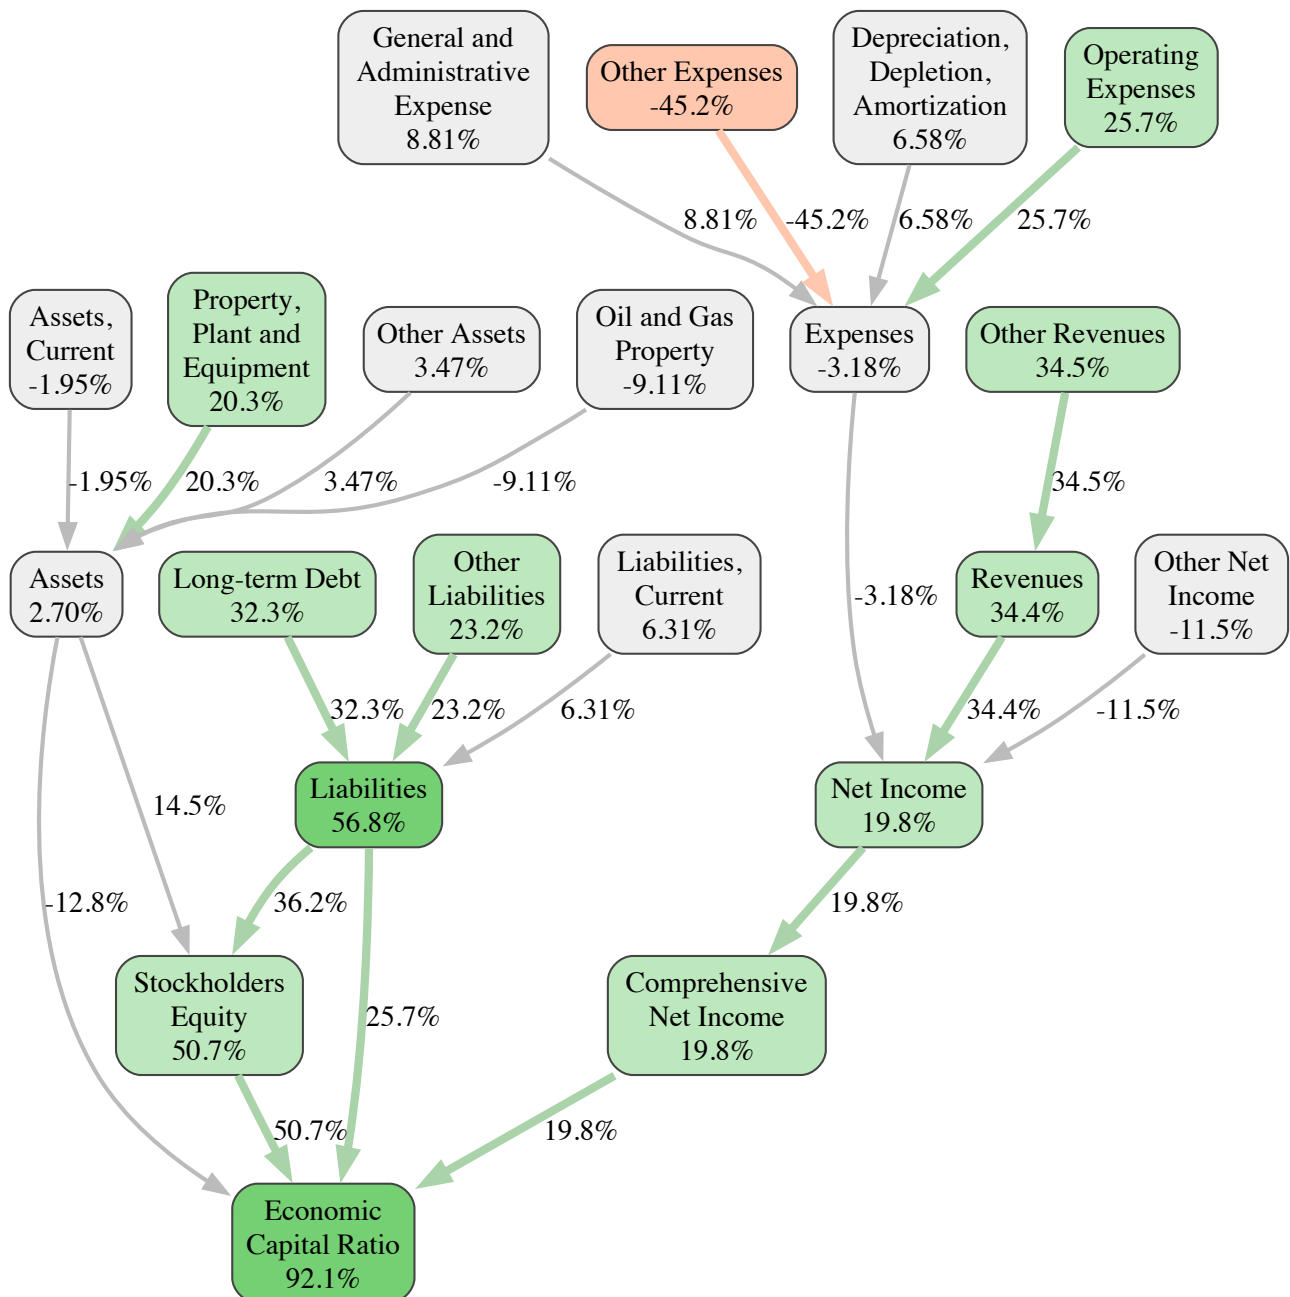 General and
Administrative
Expense
8.81%
Other Expenses
-45.2%
Depreciation,
Depletion,
Amortization
6.58%
Operating
Expenses
25.7%
8.81%
-45.2%
6.58%
25.7%
Assets,
Current
-1.95%
Property,
Plant and
Equipment
20.3%
Other Assets
3.47%
Oil and Gas
Property
-9.11%
Expenses
-3.18%
Other Revenues
34.5%
-1.95%
20.3%
3.47%
-9.11%
34.5%
Assets
2.70%
Long-term Debt
32.3%
Other
Liabilities
23.2%
Liabilities,
Current
6.31%
-3.18%
Revenues
34.4%
Other Net
Income
-11.5%
32.3%
23.2%
6.31%
34.4%
-11.5%
14.5%
Liabilities
56.8%
Net Income
19.8%
-12.8%
36.2%
19.8%
Stockholders
Equity
50.7%
25.7%
Comprehensive
Net Income
19.8%
50.7%
19.8%
Economic
Capital Ratio
92.1%